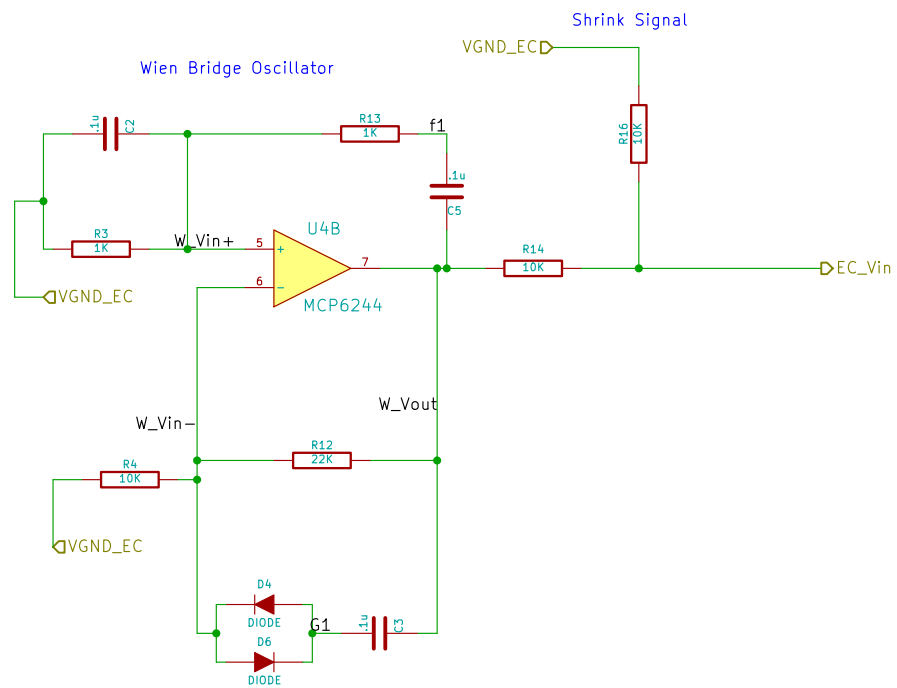 Shrink Signal
VGND_EC
Wien Bridge Oscillator
.1u
C2
R13
1K
f1
R16
10K
.1u
C5
R3
1K
W_Vin+
5
+
U4B
6
-
7
MCP6244
R14
10K
EC_Vin
VGND_EC
W_Vout
W_Vin-
R12
22K
R4
10K
VGND_EC
D4
DIODE
G1
.1u
C3
D6
DIODE